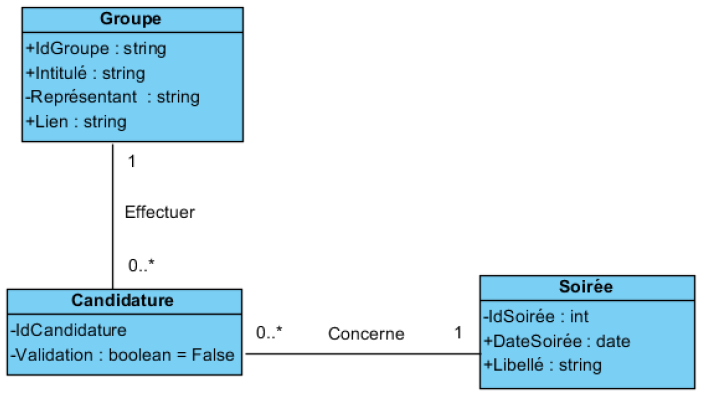 Groupe
+IdGroupe : string
+Intitulé : string
-Représentant : string
+Lien : string
1
Effectuer
0..*
Candidature
-IdCandidature
-Validation : boolean = False
0..*
Concerne
1
Soirée
-IdSoirée : int
+DateSoirée : date
+Libellé : string